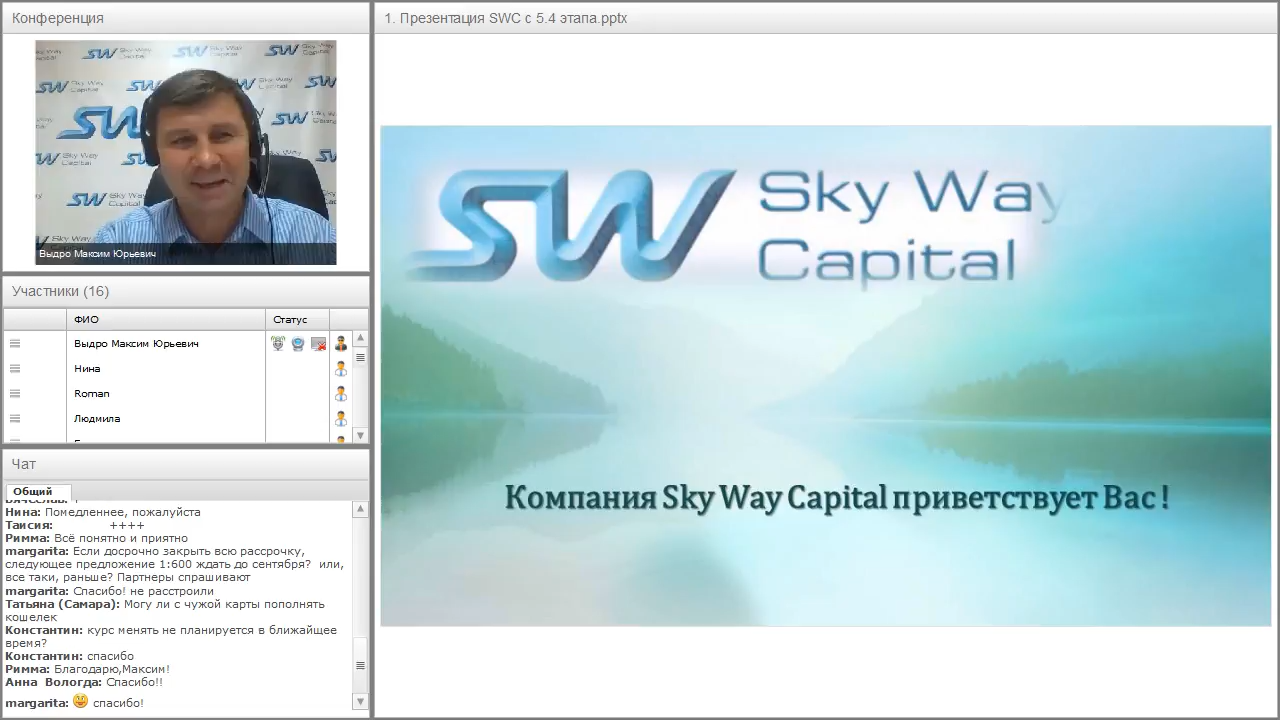 Конференция
Sky Way
Capital
Выдро Максим Юрьевич
Участники (16)
ФИО
Статус
Выдро Максим Юрьевич
Нина
Roman
Людмила
Чат
Общий
Нина: Помедленнее, пожалуйста
Таисия: ++++
Римма: Всё понятно и приятно
margarita: Если досрочно закрыть всю рассрочку,
следующее предложение 1:600 ждать до сентября? или,
все таки, раньше? Партнеры спрашивают
margarita: Спасибо! не расстроили
Татьяна (Самара): Могу ли с чужой карты пополнять
кошелек
Константин: курс менять не планируется в ближайщее
время?
Константин: спасибо
Римма: Благодарю,Максим!
Анна Вологда: Спасибо!!
margarita: спасибо!
1. Презентация SWC с 5.4 этапа.pptx
SW Sky Way
Capital
Компания Sky Way Capital приветствует Вас !